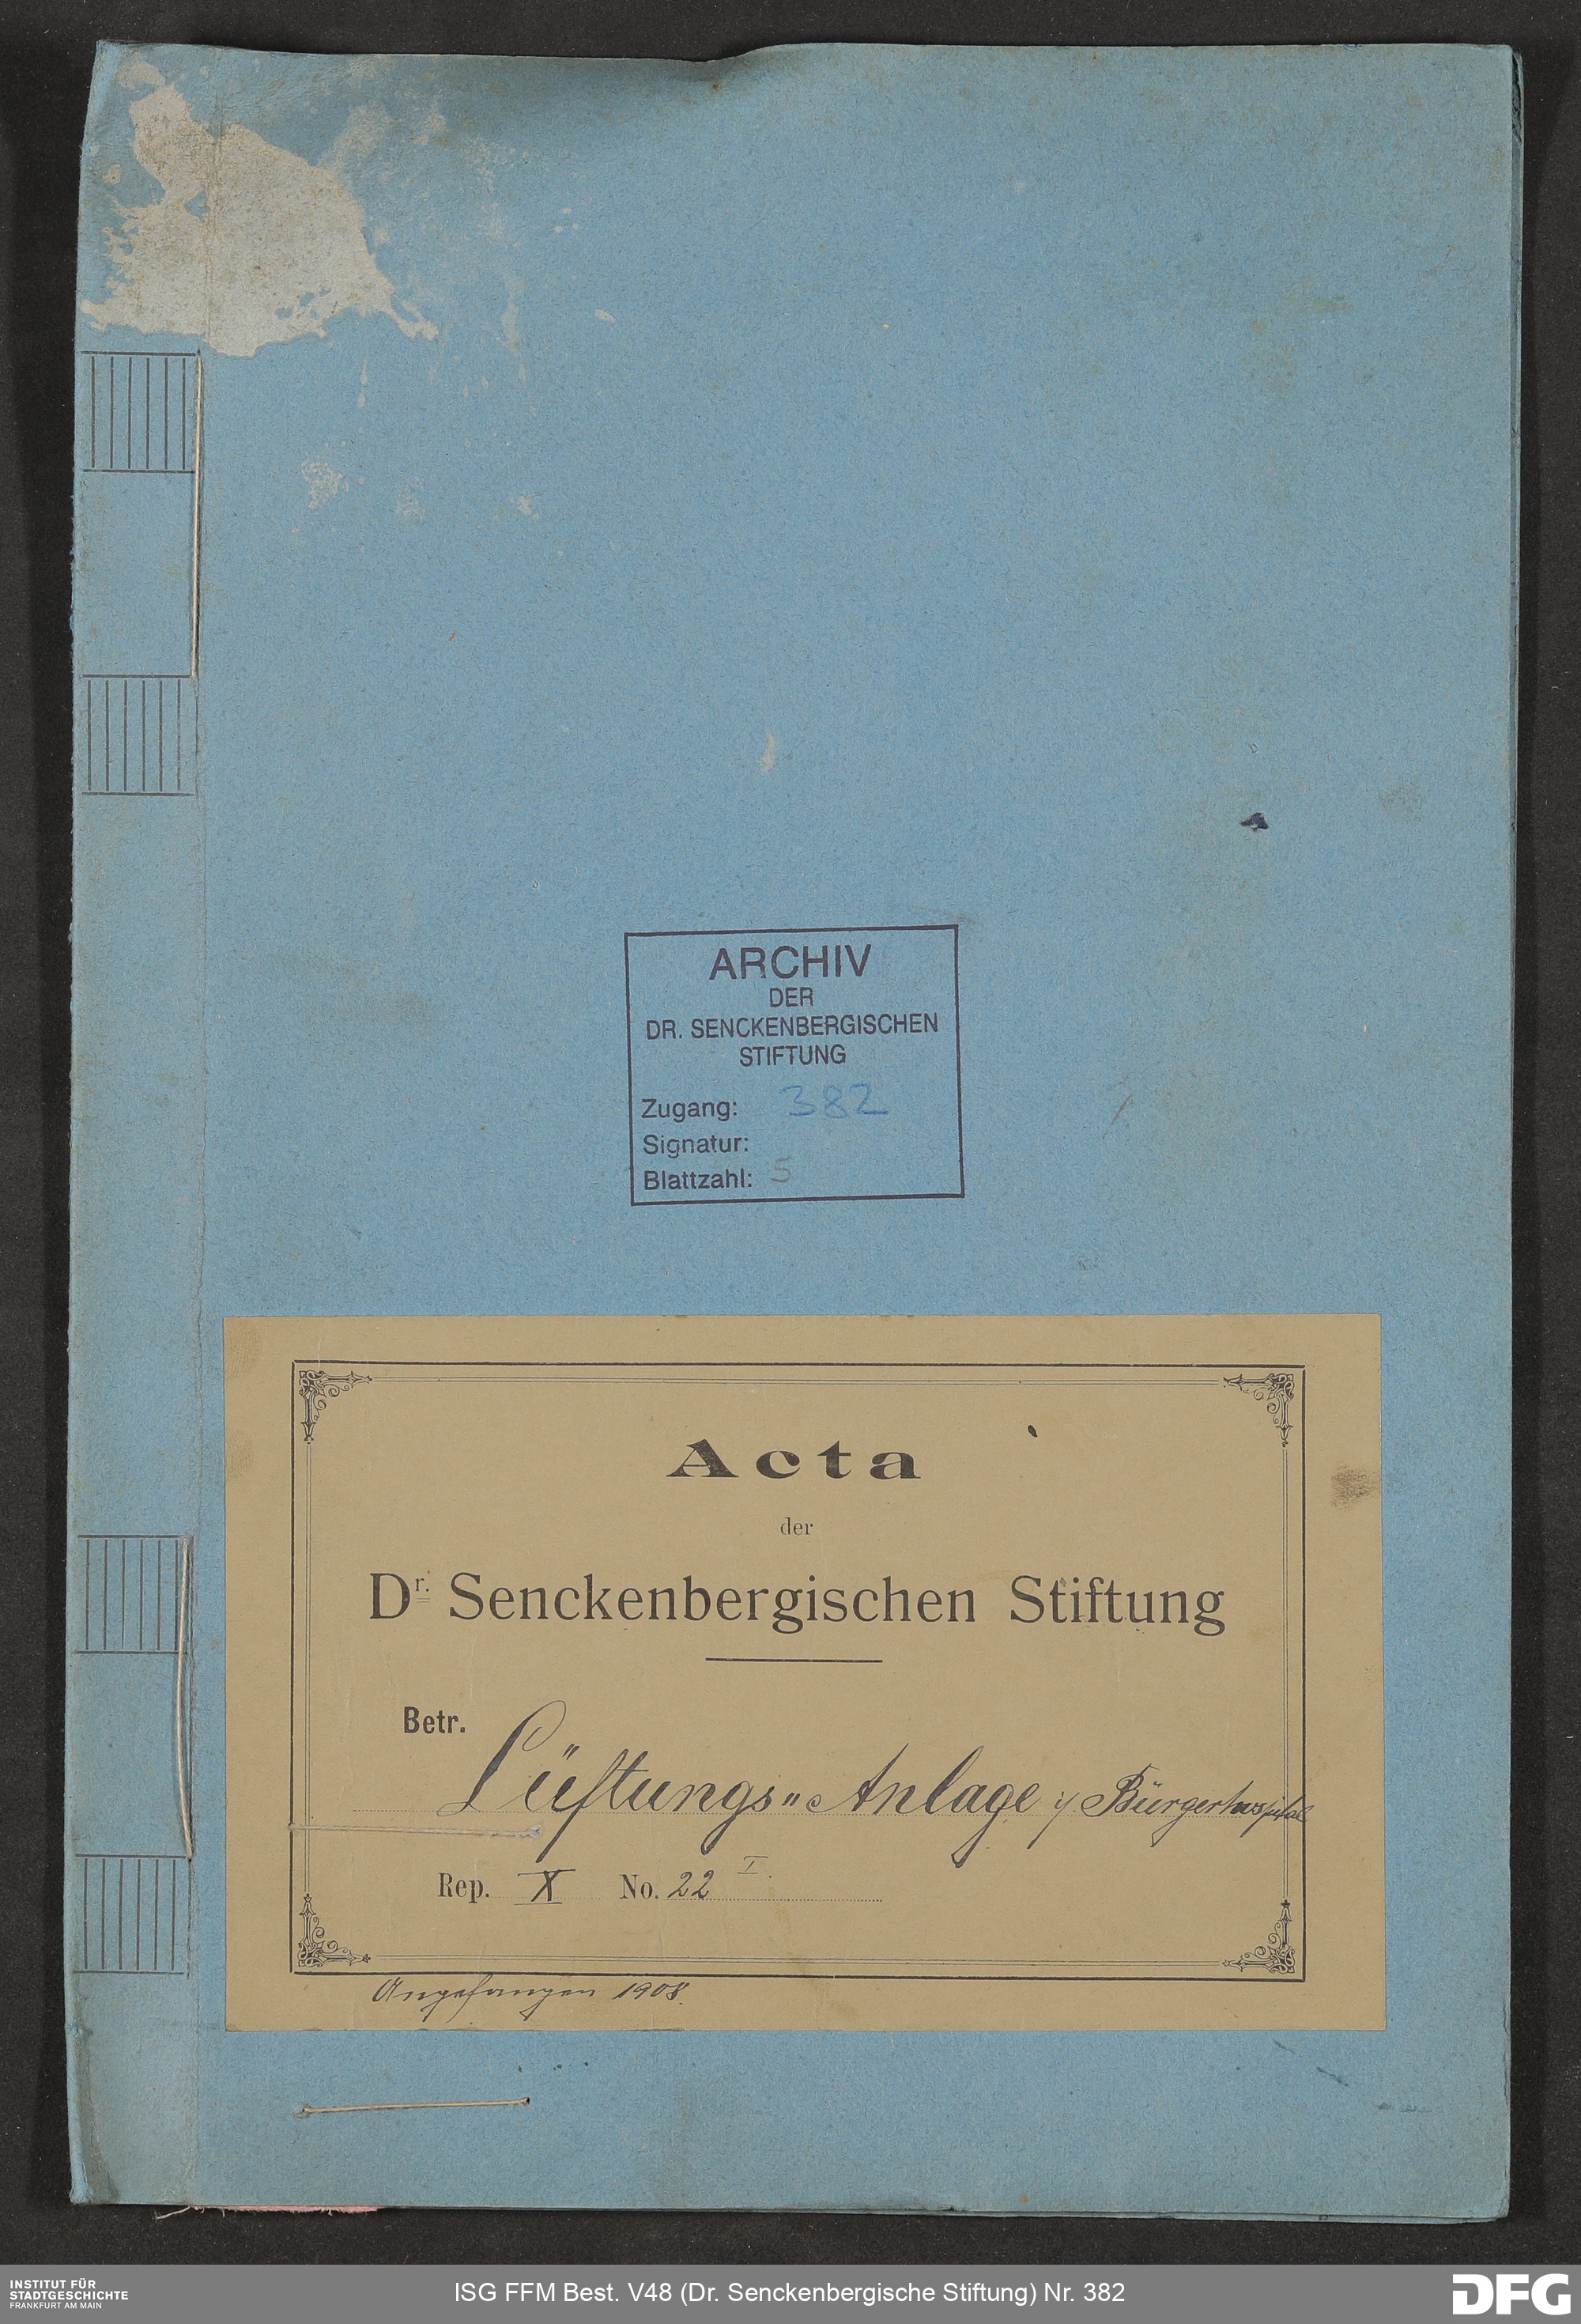 ARCHIV
DER
DR. SENCKENBERGISCHEN
STIFTUNG
Zugang: 382
Signatur:
Blattzahl: 5
Acta
der
Dr. Senckenbergischen Stiftung
Betr.
Lüftungs„Anlage y Bürgerhospital
Rep. X No. 22 I.
Angefangen 1908.
INSTITUT FÜR
STADTGESCHICHTE
FRANKFURT AM MAIN
ISG FFM Best. V48 (Dr. Senckenbergische Stiftung) Nr. 382
DFG